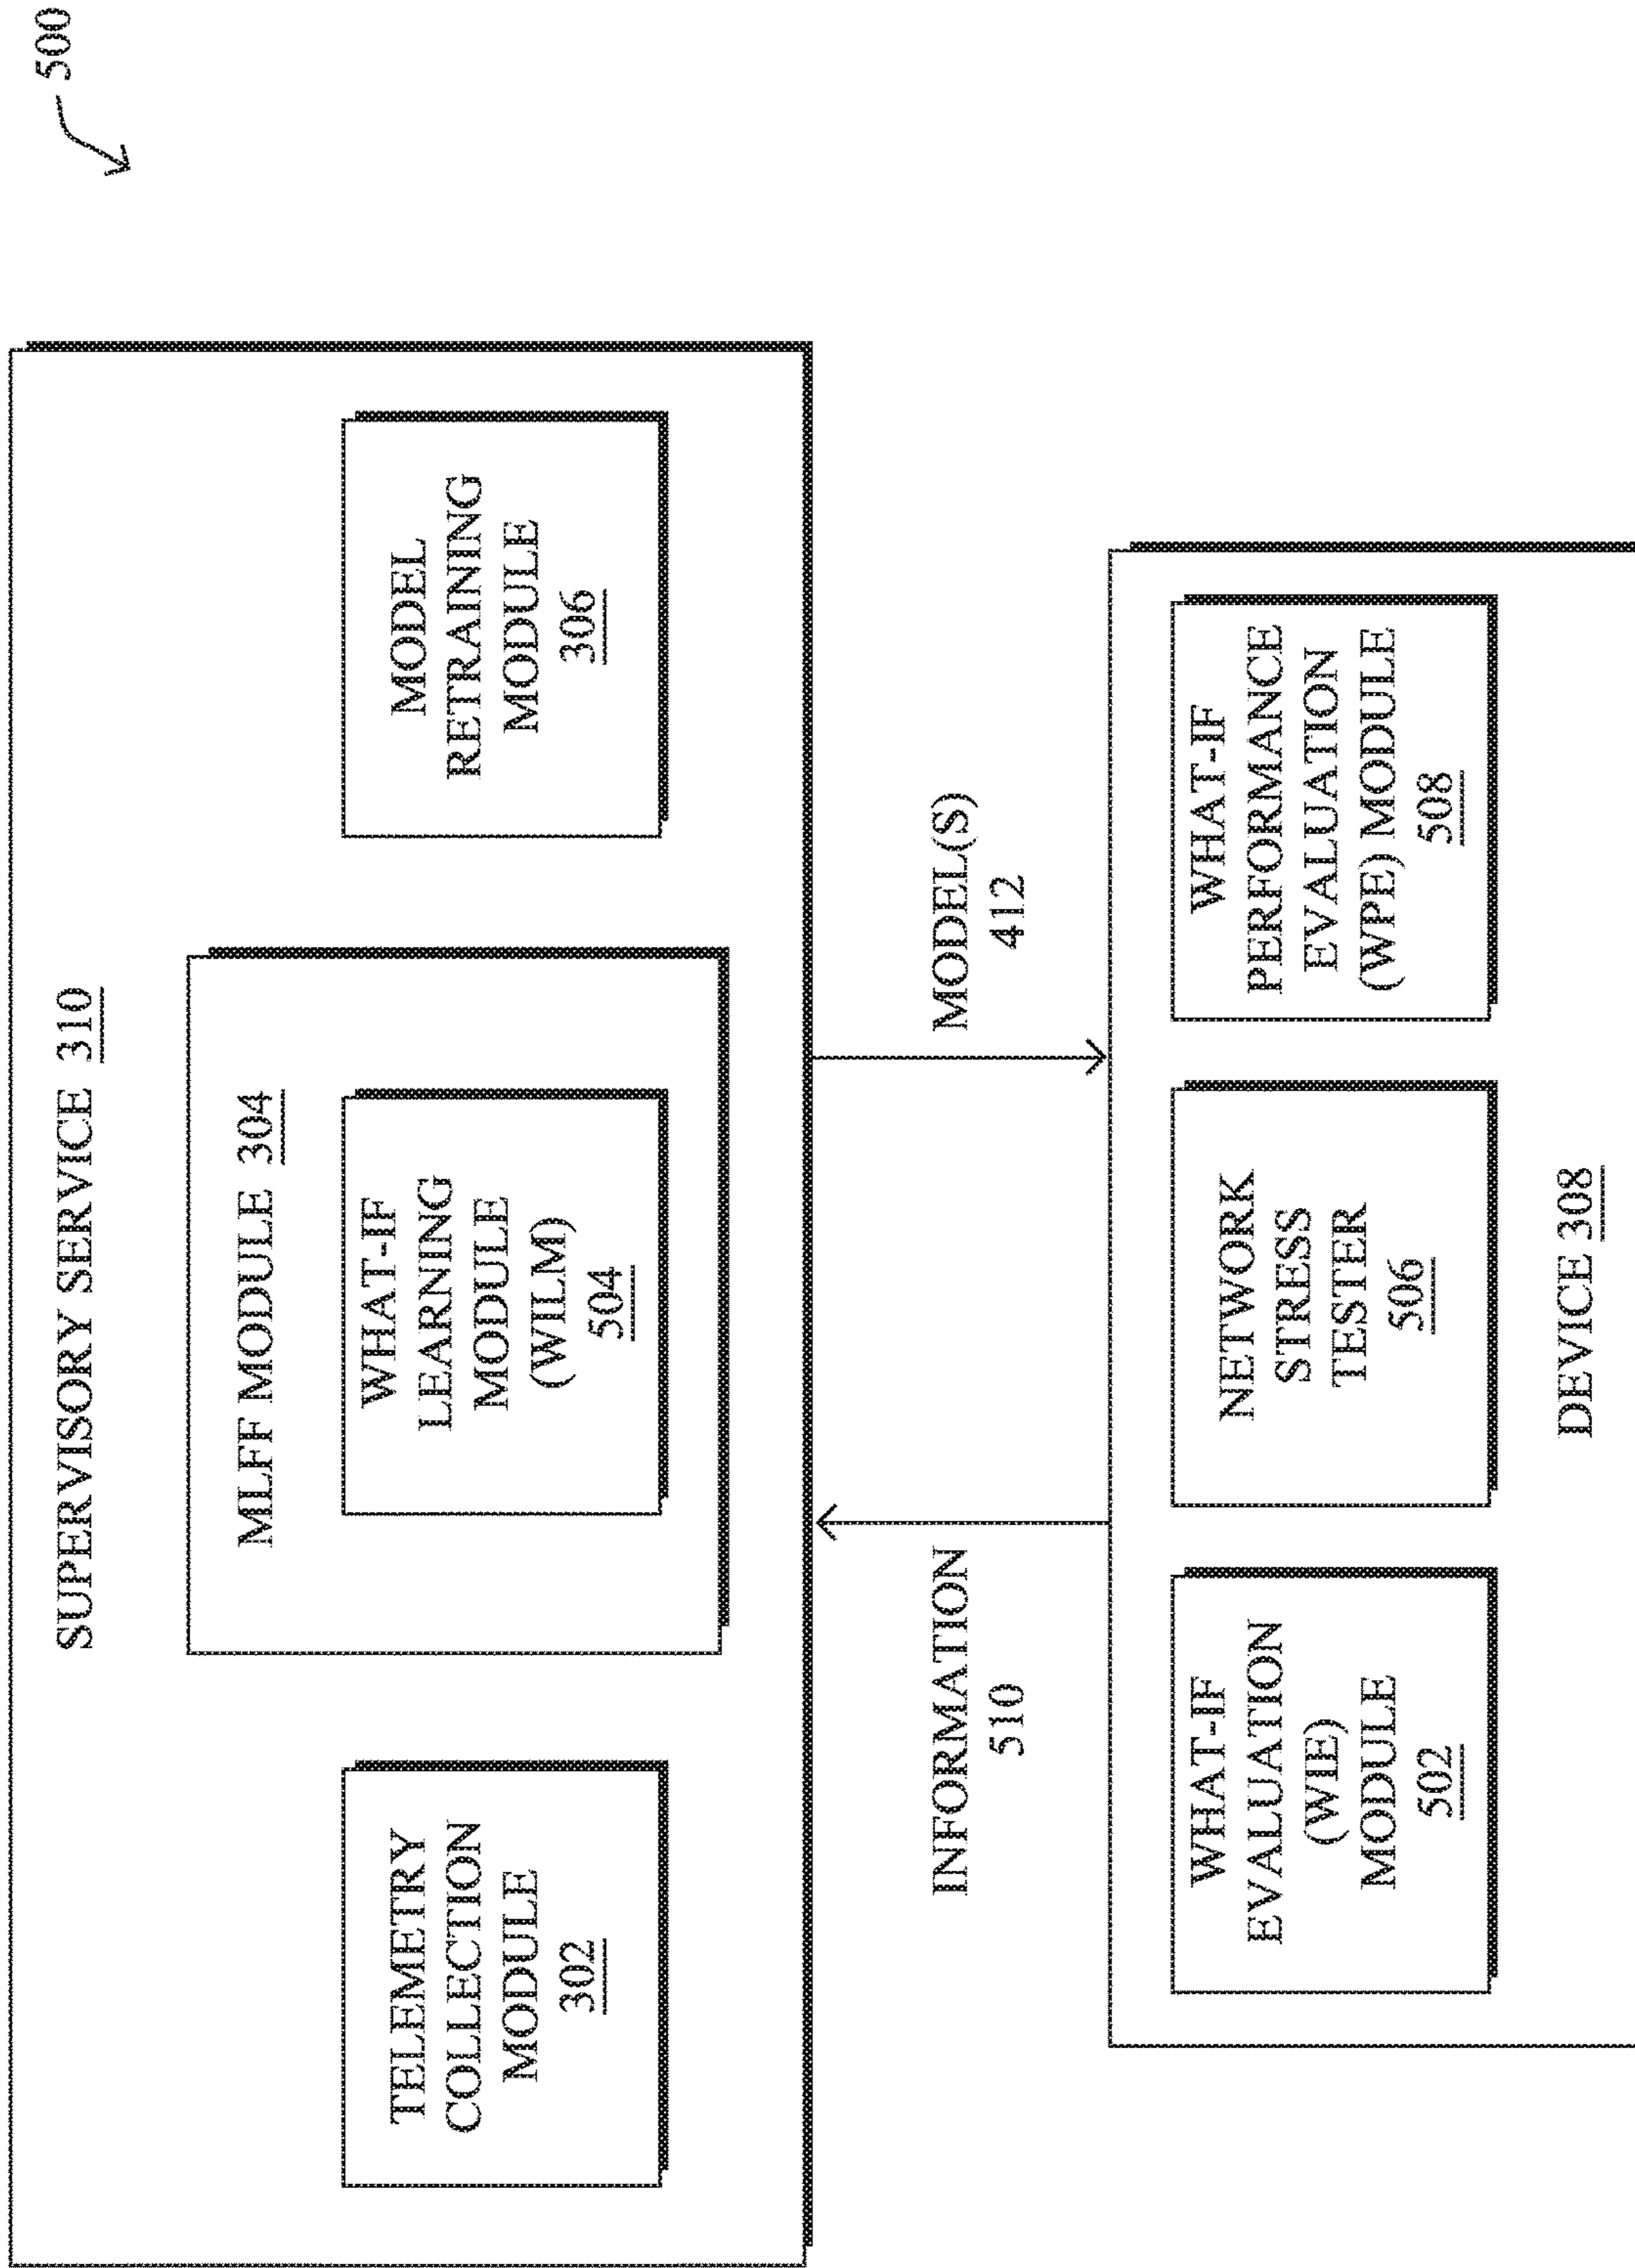 500
SUPERVISORY SERVICE 310
TELEMETRY
COLLECTION
MODULE
302
MLFF MODULE 304
WHAT-IF
LEARNING
MODULE
(WILM)
504
MODEL
RETRAINING
MODULE
306
INFORMATION
510
MODEL(S)
412
WHAT-IF
EVALUATION
(WIE)
MODULE
502
NETWORK
STRESS
TESTER
506
WHAT-IF
PERFORMANCE
EVALUATION
(WPE) MODULE
508
DEVICE 308